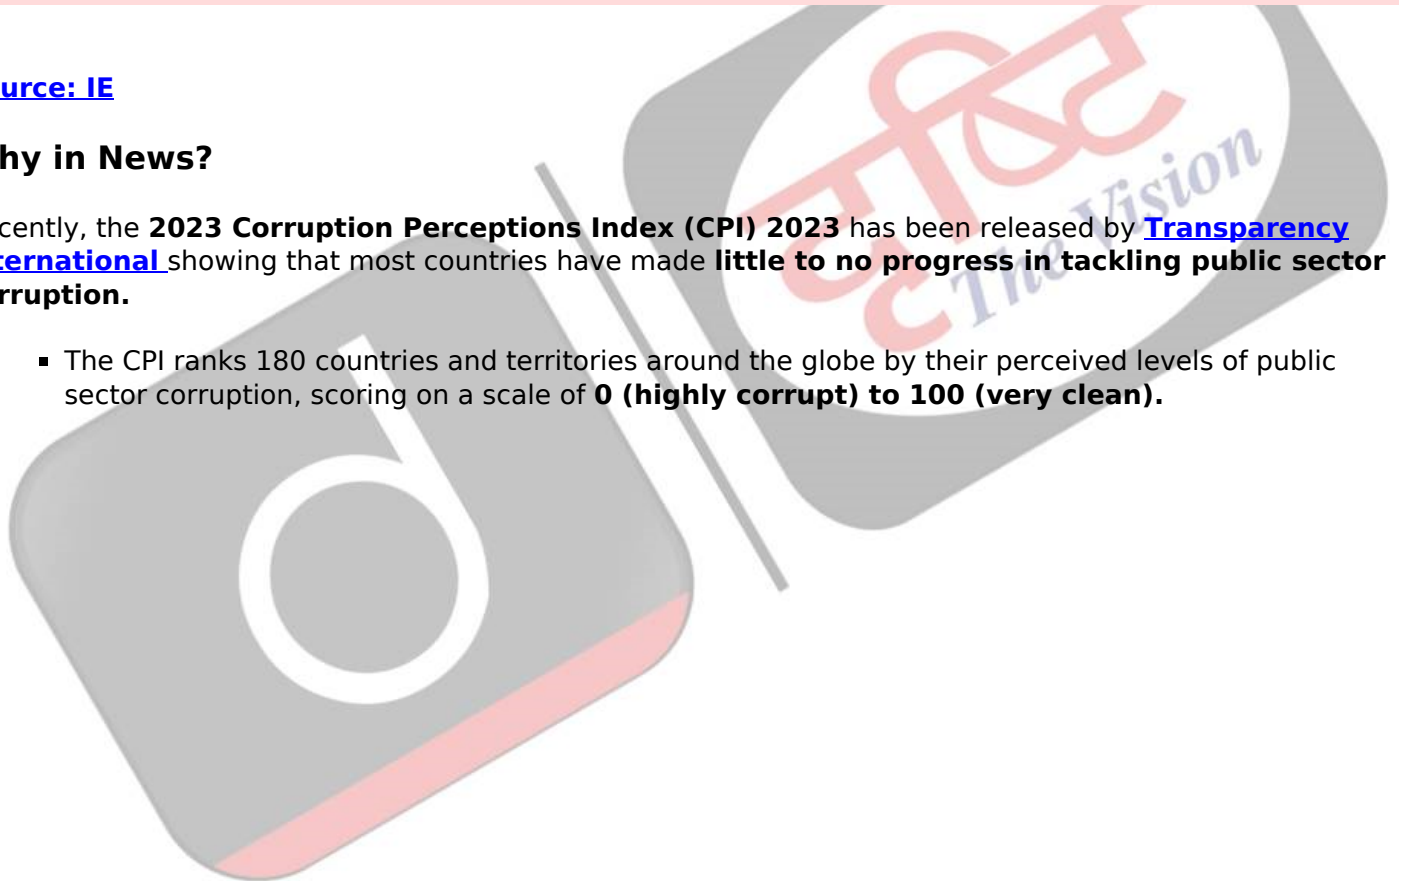 urce: IE
hy in News?
cently, the 2023 Corruption Perceptions Index (CPI) 2023 has been released by Transparency
ternational showing that most countries have made little to no progress in tackling public sector
rruption.
▪ The CPI ranks 180 countries and territories around the globe by their perceived levels of public
sector corruption, scoring on a scale of 0 (highly corrupt) to 100 (very clean).
दृष्टि
The Vision
d